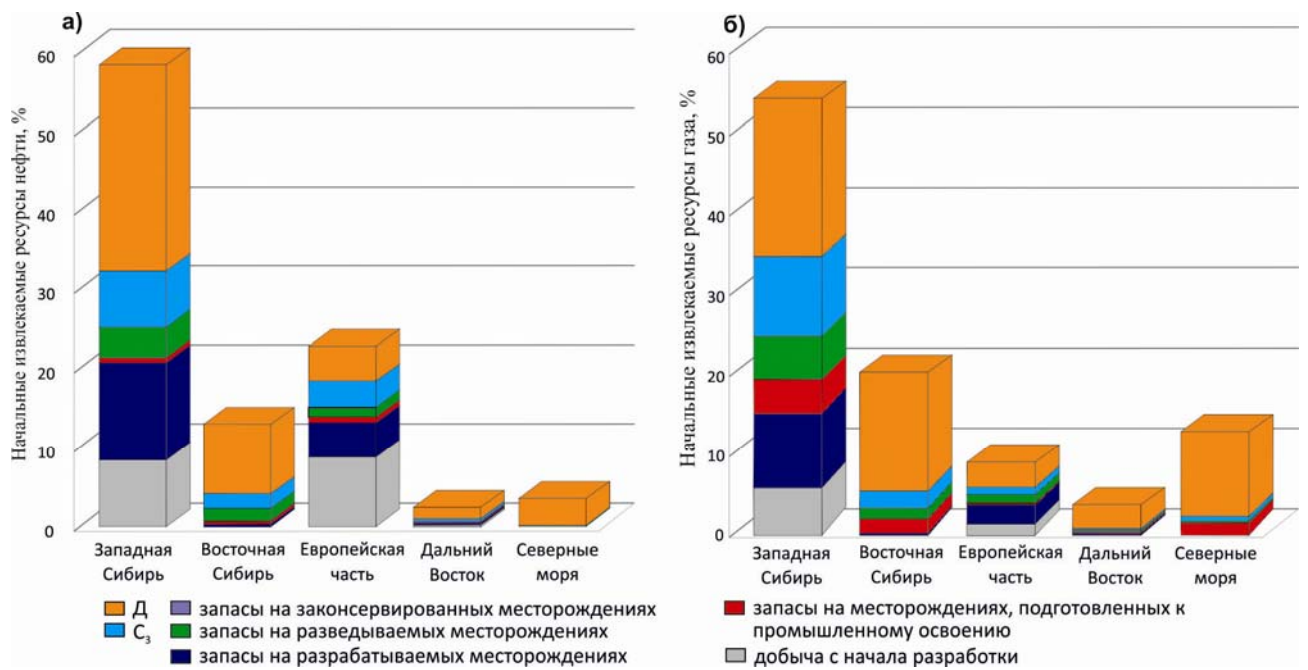 а)
Начальные извлекаемые ресурсы нефти, %
60
50
40
30
20
10
0
Западная
Сибирь
Восточная
Сибирь
Европейская
часть
Дальний
Восток
Северные
моря
б)
Начальные извлекаемые ресурсы газа, %
60
50
40
30
20
10
0
Западная
Сибирь
Восточная
Сибирь
Европейская
часть
Дальний
Восток
Северные
моря
Д
С₃
запасы на законсервированных месторождениях
запасы на разведываемых месторождениях
запасы на разрабатываемых месторождениях
запасы на месторождениях, подготовленных к
промышленному освоению
добыча с начала разработки